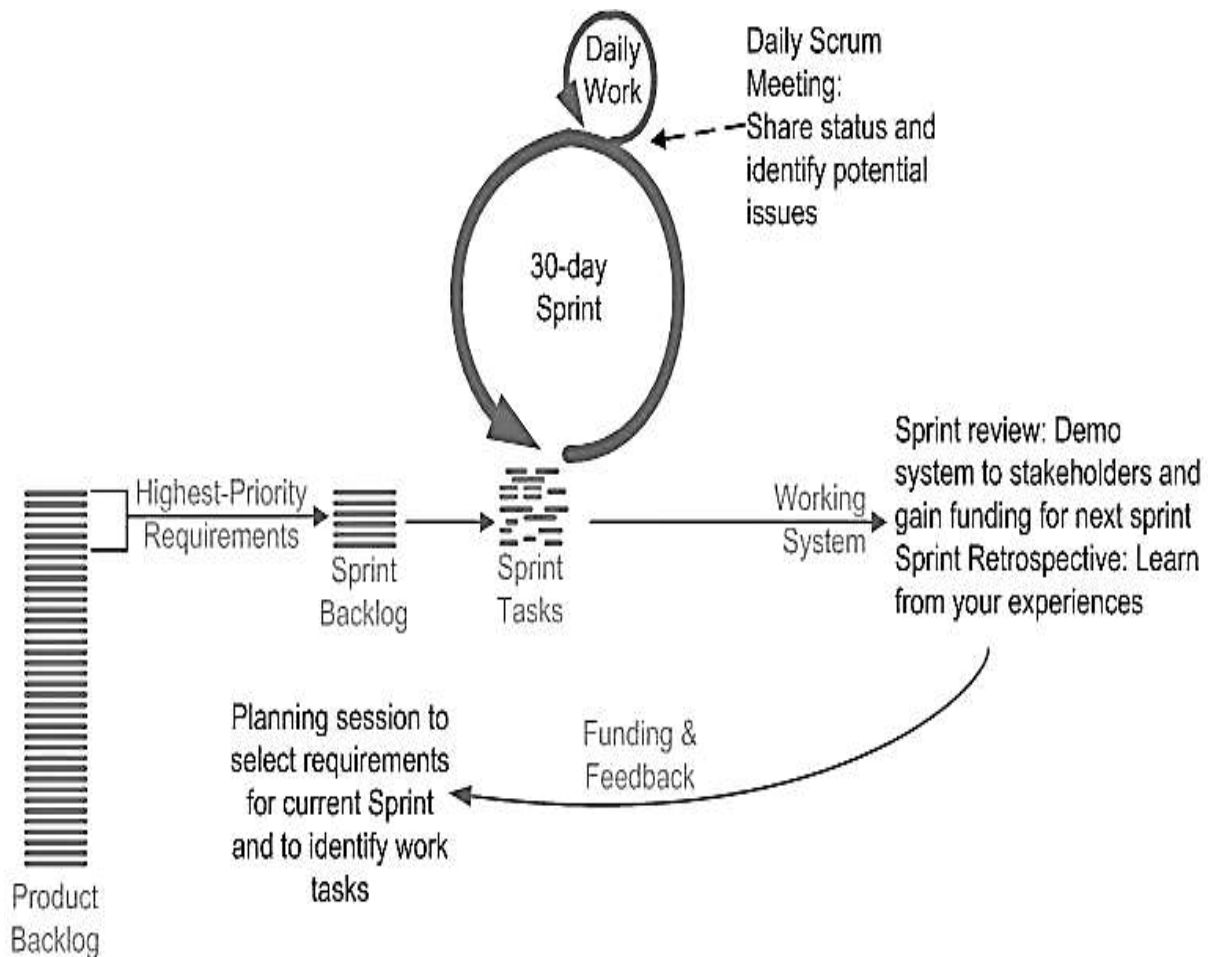 Daily
Work
Daily Scrum
Meeting:
Share status and
identify potential
issues
30-day
Sprint
Highest-Priority
Requirements
Sprint
Backlog
Sprint
Tasks
Working
System
Sprint review: Demo
system to stakeholders and
gain funding for next sprint
Sprint Retrospective: Learn
from your experiences
Planning session to
select requirements
for current Sprint
and to identify work
tasks
Funding &
Feedback
Product
Backlog